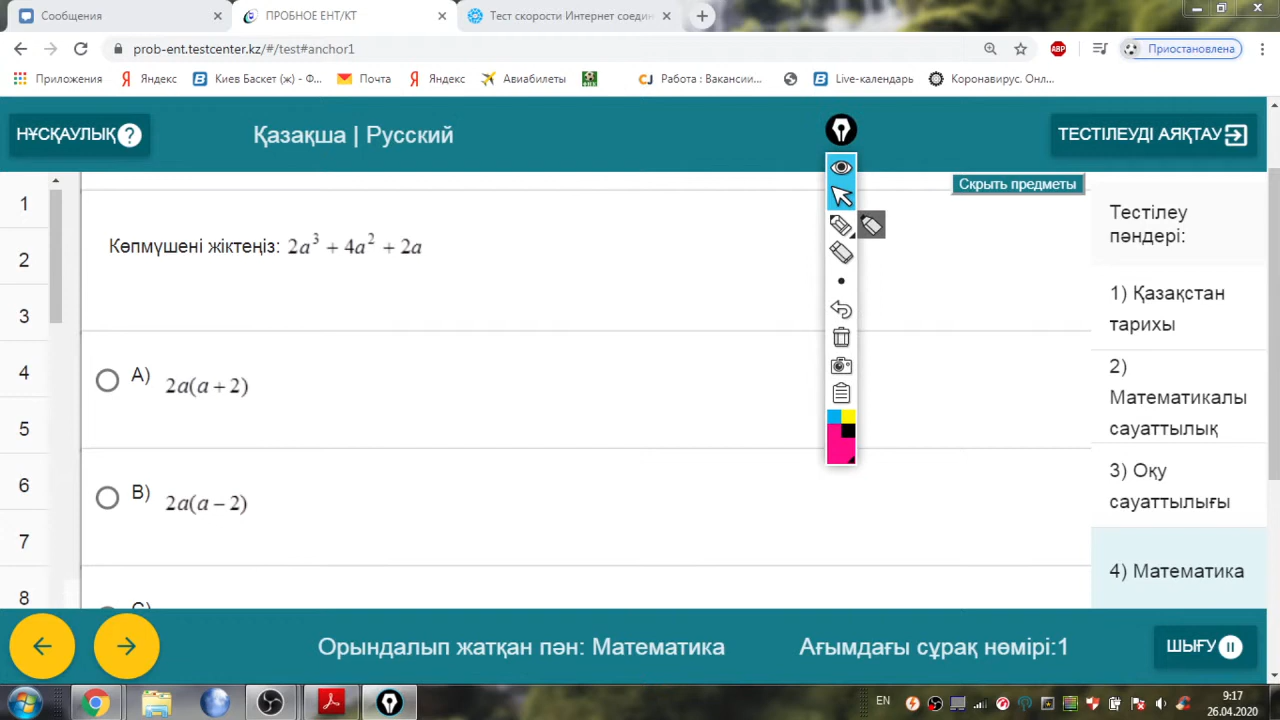 Сообщения
ПРОБНОЕ ЕНТ/КТ
Тест скорости Интернет соедин
prob-ent.testcenter.kz/#/test#anchor1
ABP
Приостановлена
Приложения
Яндекс
Киев Баскет (ж) - Ф...
Почта
Яндекс
Авиабилеты
Работа : Вакансии...
Live-календарь
Коронавирус. Онл...
НҰСҚАУЛЫҚ ?
Қазақша | Русский
ТЕСТІЛЕУДІ АЯҚТАУ
Скрыть предметы
1
2
3
4
5
6
7
8
Көпмүшені жіктеңіз: 2a³ + 4a² + 2a
A) 2a(a + 2)
B) 2a(a − 2)
C)
Тестілеу
пәндері:
1) Қазақстан
тарихы
2)
Математикалы
сауаттылық
3) Оқу
сауаттылығы
4) Математика
Орындалып жатқан пән: Математика
Ағымдағы сұрақ нөмірі:1
ШЫҒУ
EN
9:17
26.04.2020